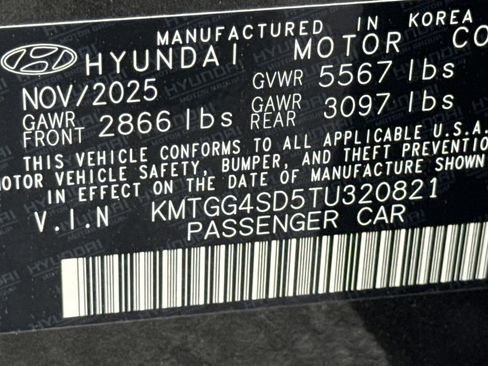 MANUFACTURED IN KOREA
HYUNDAI MOTOR CO
NOV/2025 GVWR 5567 lbs
GAWR FRONT 2866 lbs GAWR REAR 3097 lbs
THIS VEHICLE CONFORMS TO ALL APPLICABLE U.S.A.
MOTOR VEHICLE SAFETY, BUMPER, AND THEFT PREVENTIO
IN EFFECT ON THE DATE OF MANUFACTURE SHOWN
V.I.N KMTGG4SD5TU320821
PASSENGER CAR